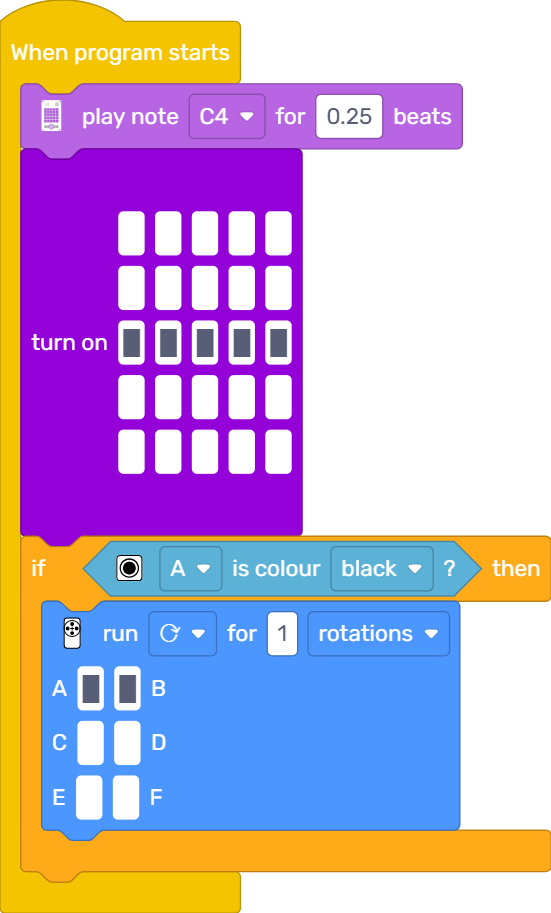 When program starts
play note C4 for 0.25 beats
turn on
if A is colour black ? then
run for 1 rotations
A B
C D
E F